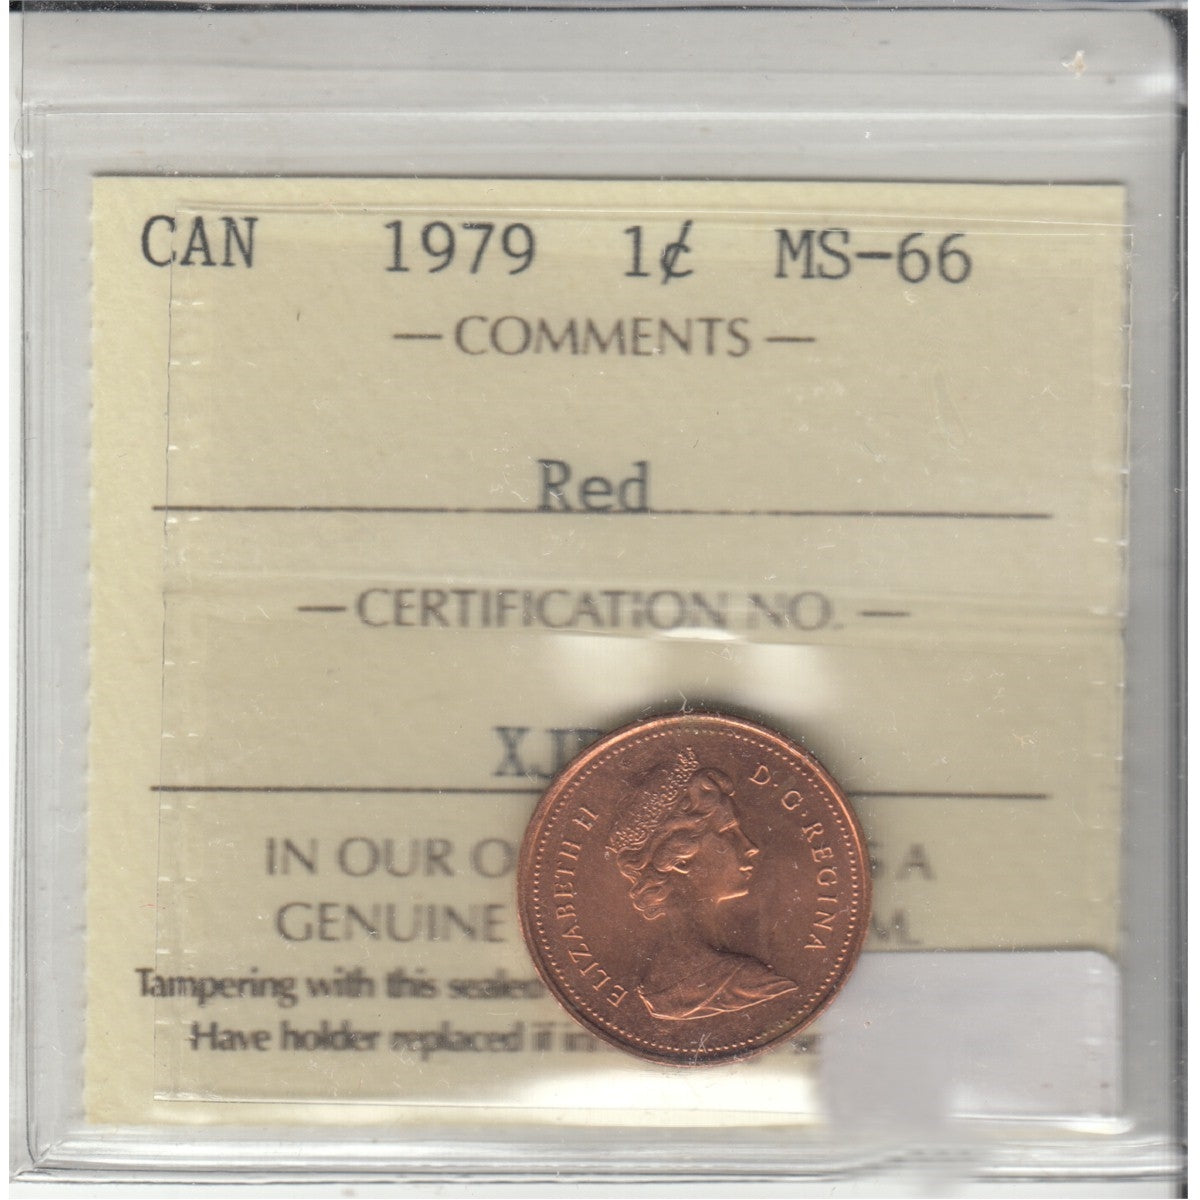 CAN 1979 1¢ MS-66
— COMMENTS —
Red
— CERTIFICATION NO. —
XJ
IN OUR A
GENUINE
Tampering with this sealed
Have holder replaced if
ELIZABETH II D·G·REGINA